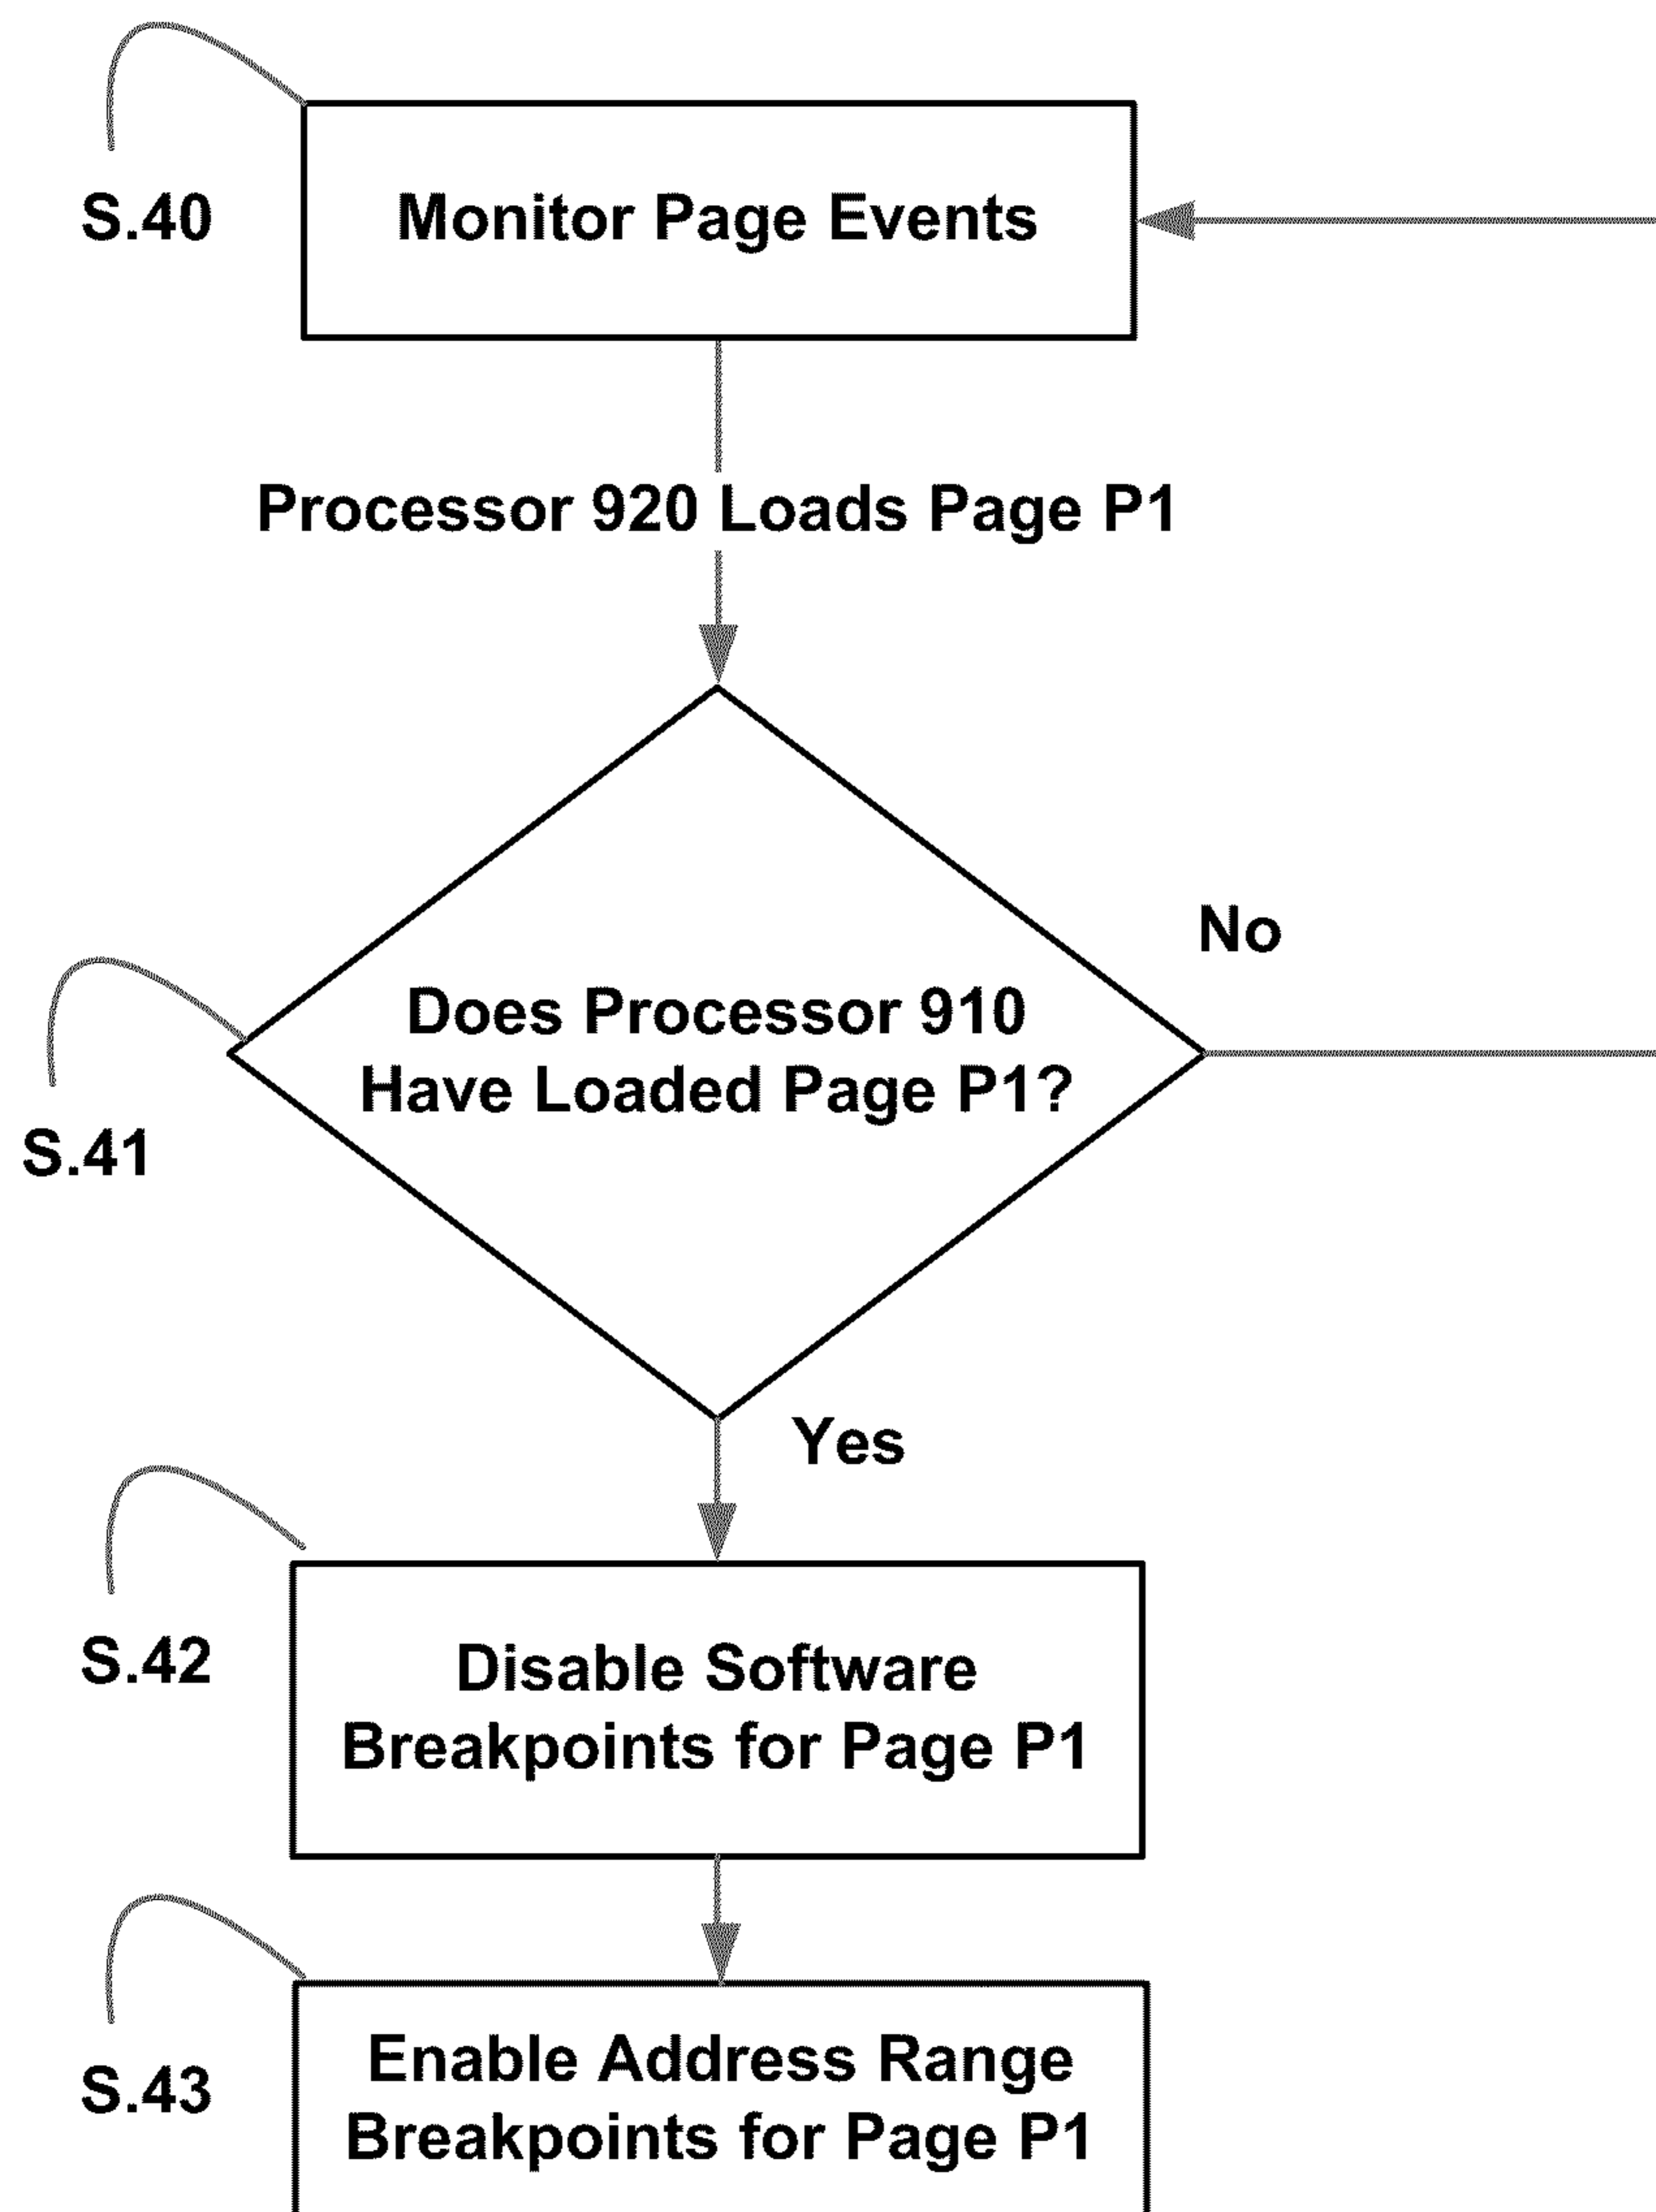 S.40
Monitor Page Events
Processor 920 Loads Page P1
No
Does Processor 910
Have Loaded Page P1?
S.41
Yes
S.42
Disable Software
Breakpoints for Page P1
S.43
Enable Address Range
Breakpoints for Page P1